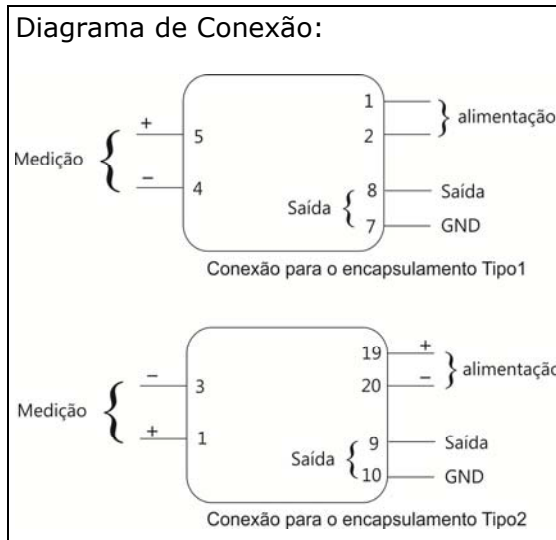 Diagrama de Conexão:
1
+
5
2
alimentação
Medição
−
4
8
Saída
Saída
7
GND
Conexão para o encapsulamento Tipo1
19
+
−
3
20
−
alimentação
Medição
+
1
9
Saída
Saída
10
GND
Conexão para o encapsulamento Tipo2